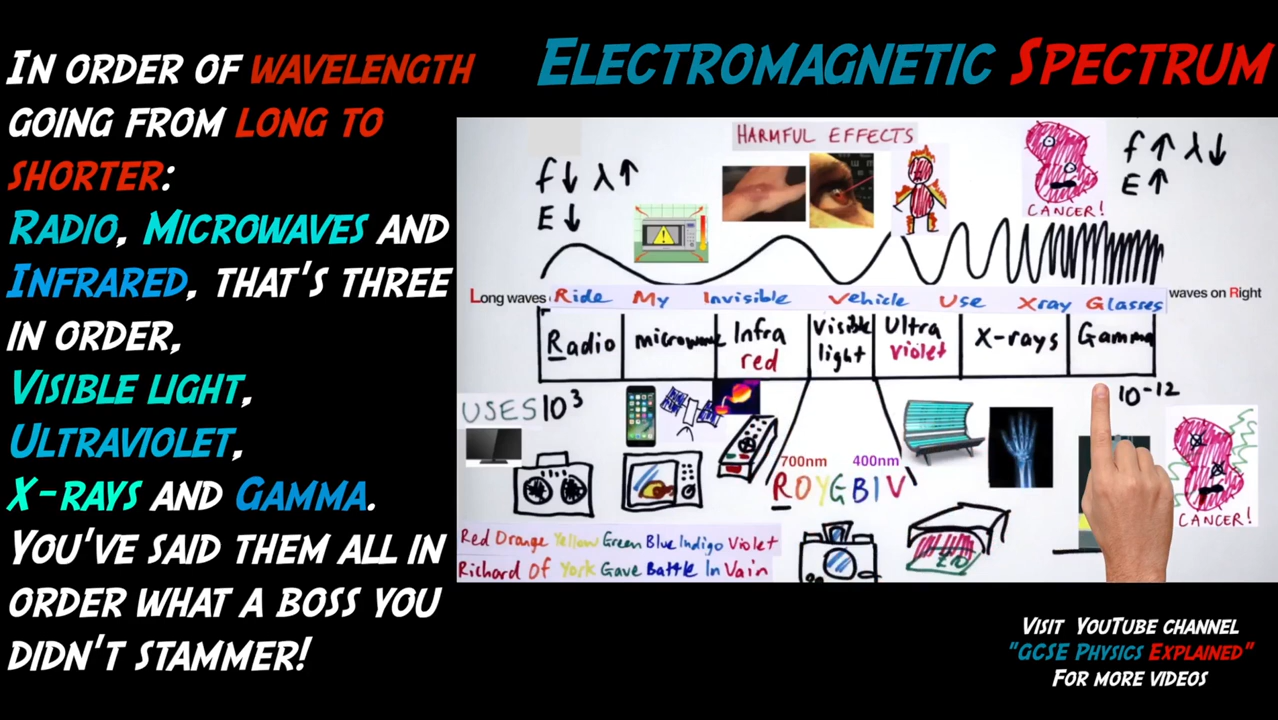 In order of wavelength
going from long to
shorter:
Radio, Microwaves and
Infrared, that's three
in order,
Visible light,
Ultraviolet,
X-rays and Gamma.
You've said them all in
order what a boss you
didn't stammer!
Electromagnetic Spectrum
HARMFUL EFFECTS
f↓ λ↑
E↓
f↑ λ↓
E↑
CANCER!
Long waves
Ride My Invisible Vehicle Use Xray Glasses
waves on Right
Radio microwave Infra red Visible light Ultra violet X-rays Gamma
USES
10³
10⁻¹²
700nm 400nm
ROYGBIV
CANCER!
Red Orange Yellow Green Blue Indigo Violet
Richard Of York Gave Battle In Vain
Visit YouTube channel
"GCSE Physics Explained"
For more videos